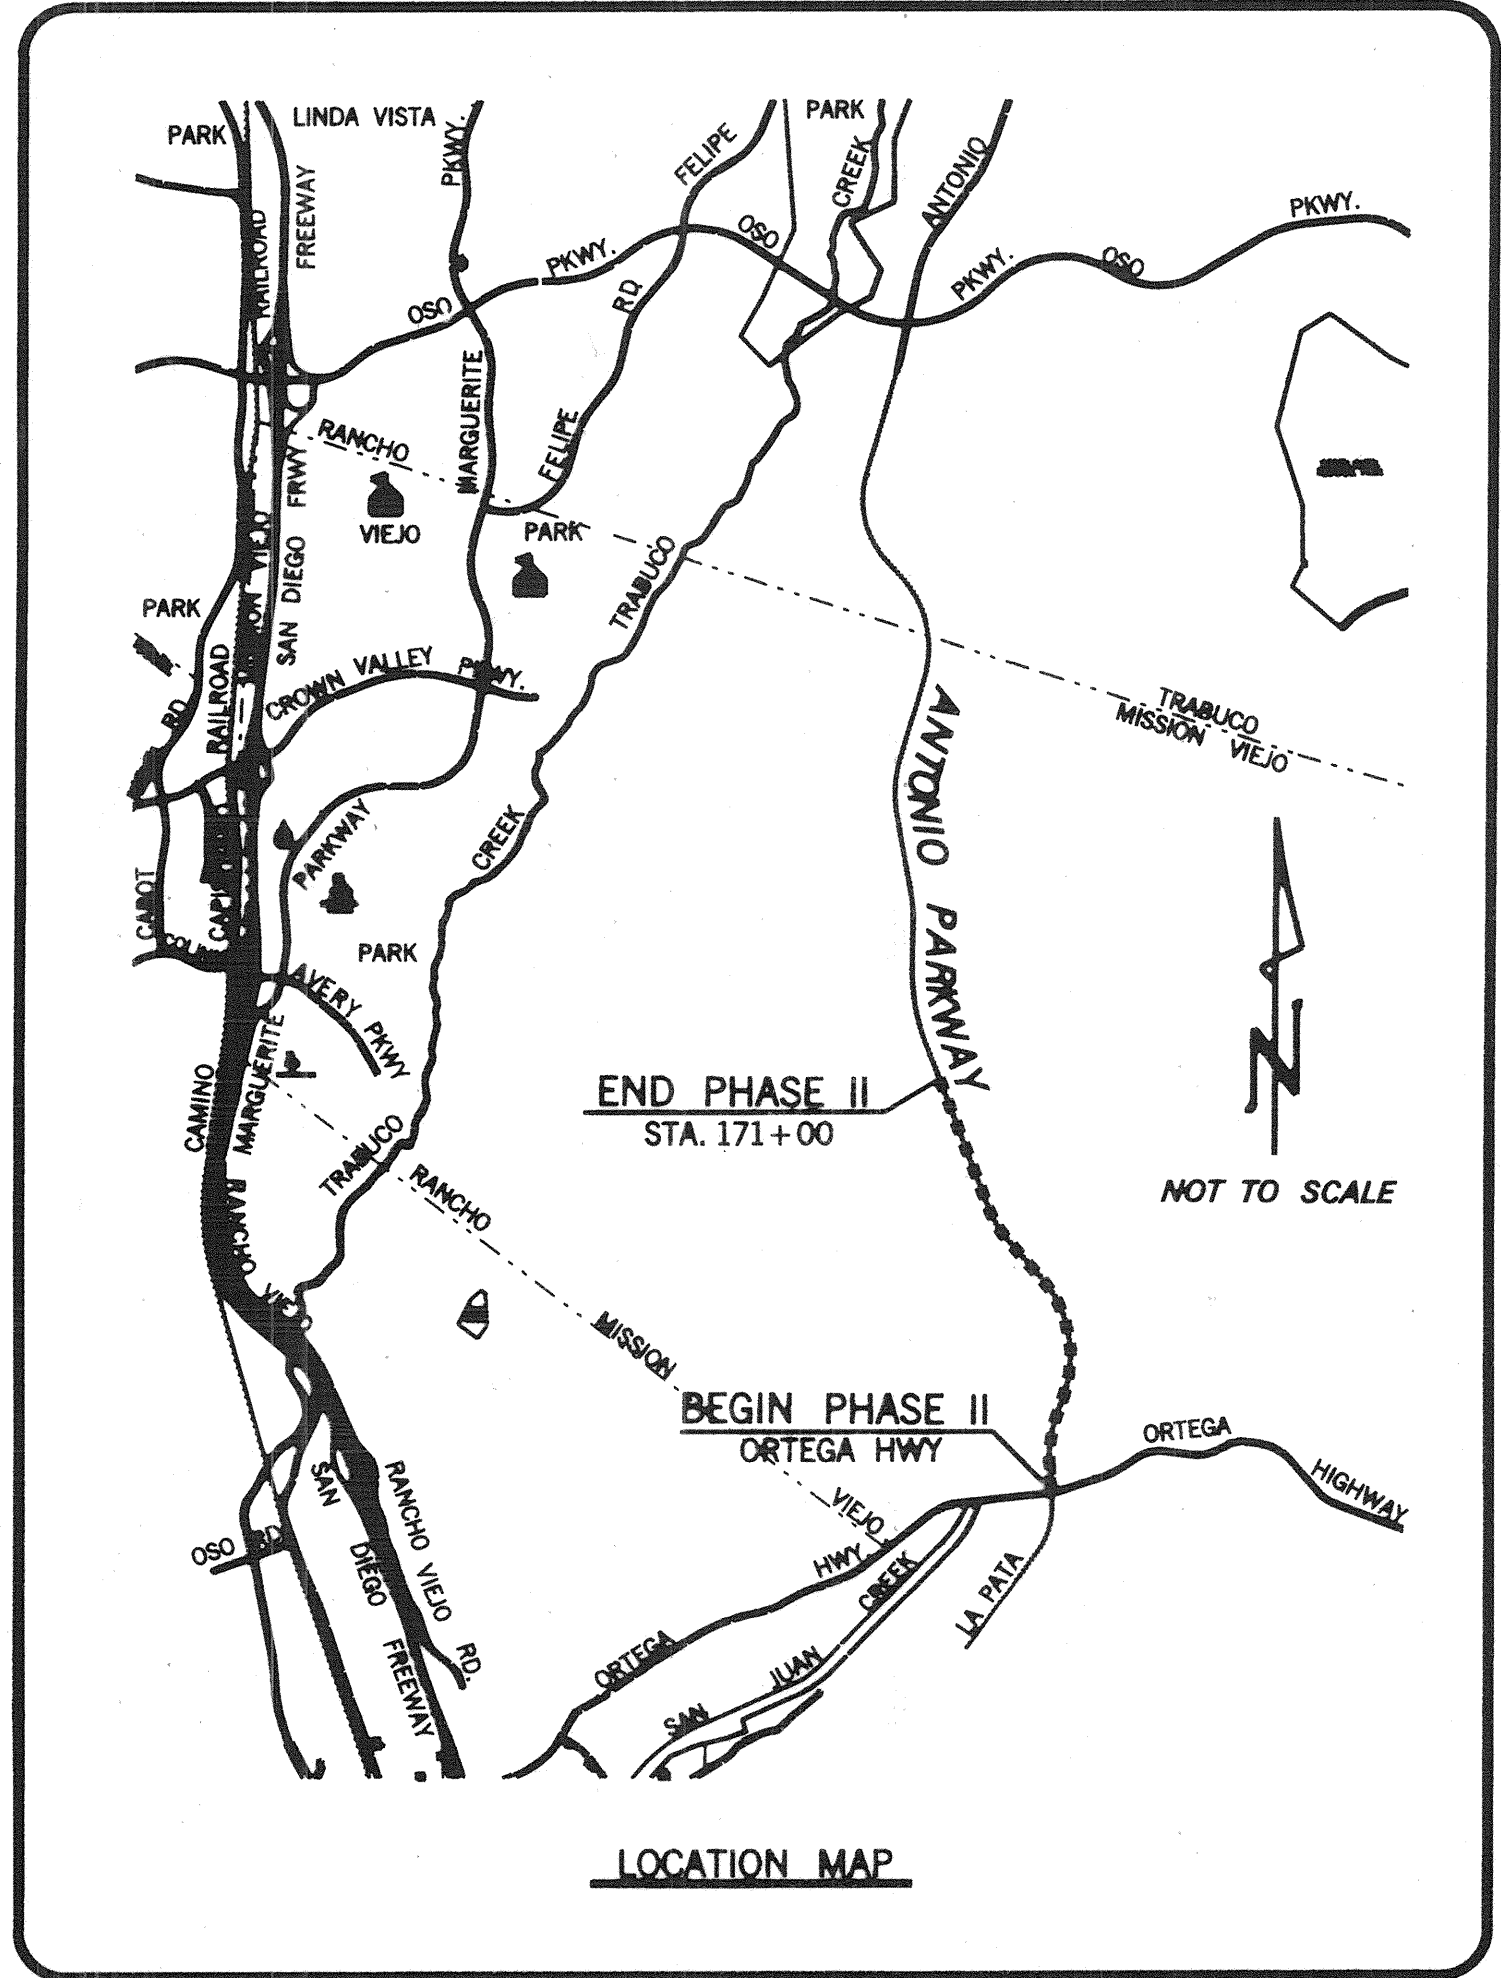 PARK
LINDA VISTA
PKWY.
FELIPE
PARK
CREEK
ANTONIO
PKWY.
RAILROAD
FREEWAY
OSO
PKWY.
RD.
OSO
PKWY.
OSO
MARGUERITE
FELIPE
RANCHO
VIEJO
PARK
VIEJO
SAN DIEGO FRWY
TRABUCO
PARK
RD
RAILROAD
CROWN VALLEY PKWY.
TRABUCO
MISSION VIEJO
ANTONIO PARKWAY
PARKWAY
CREEK
CABOT
PARK
AVERY PKWY
CAMINO
MARGUERITE
END PHASE II
STA. 171+00
TRABUCO
RANCHO
NOT TO SCALE
RANCHO
VIEJO
MISSION
BEGIN PHASE II
ORTEGA HWY
ORTEGA
HIGHWAY
SAN
DIEGO
FREEWAY
RANCHO VIEJO
RD.
OSO RD
VIEJO
HWY.
CREEK
LA PATA
ORTEGA
JUAN
SAN
N
LOCATION MAP